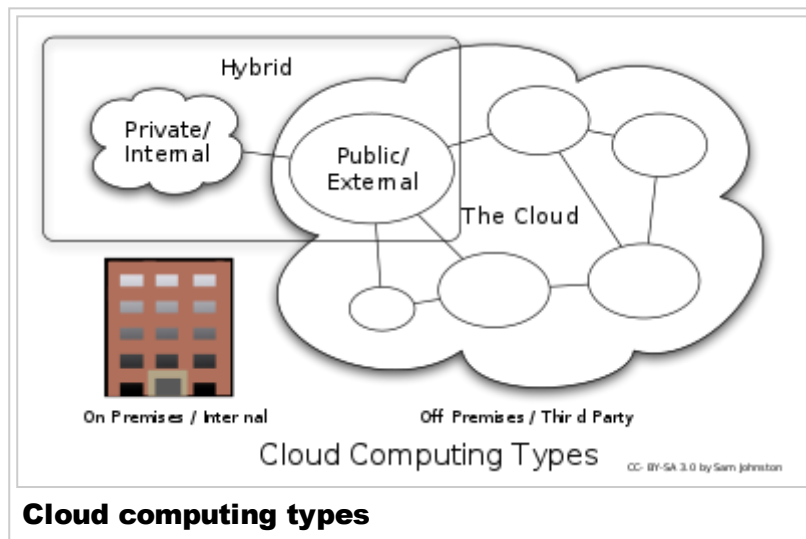 Hybrid
Private/
Internal
Public/
External
The Cloud
On Premises / Internal
Off Premises / Third Party
Cloud Computing Types
CC- BY-SA 3.0 by Sam Johnston
Cloud computing types